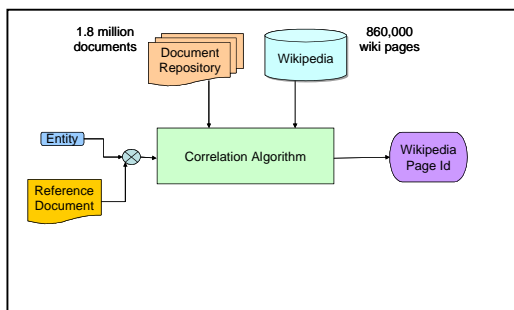 1.8 million
documents
Document
Repository
Wikipedia
860,000
wiki pages
Entity
Correlation Algorithm
Wikipedia
Page Id
Reference
Document